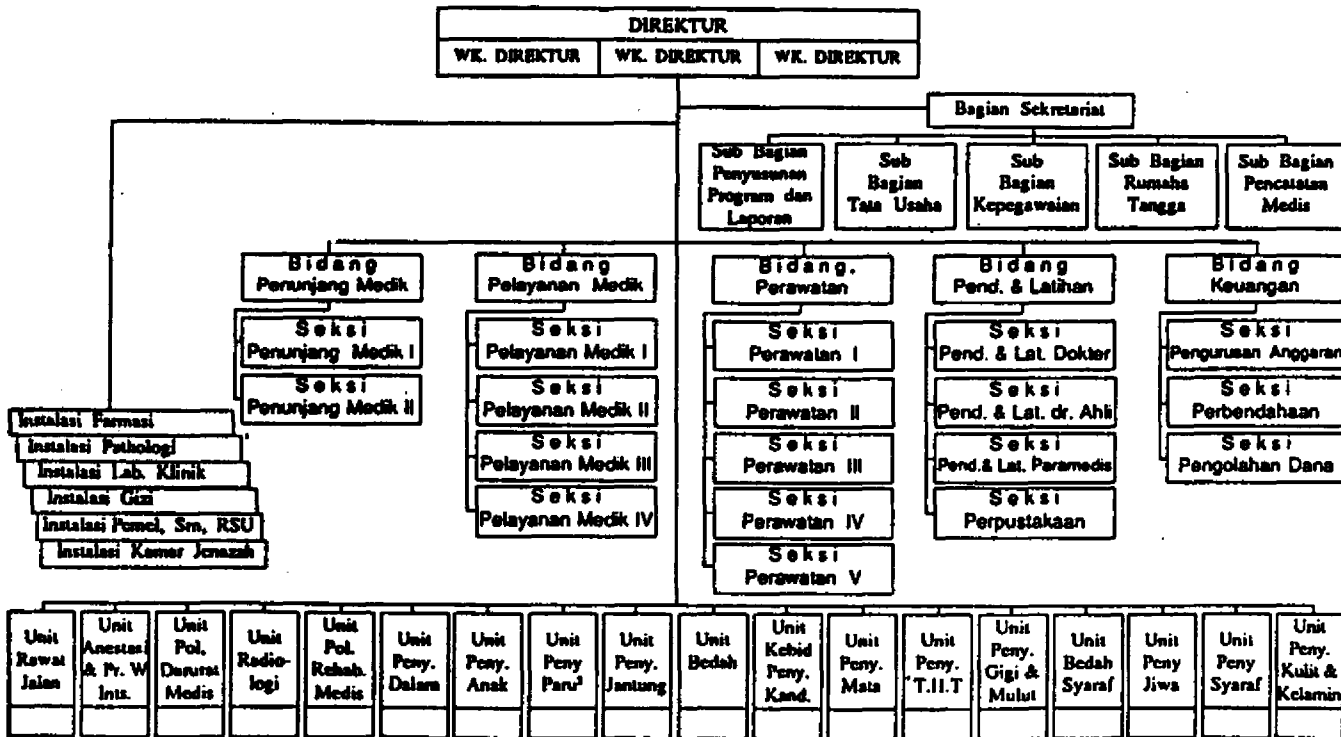 DIREKTUR
WK. DIREKTUR
WK. DIREKTUR
WK. DIREKTUR
Bagian Sekretariat
Sub Bagian
Penyusunan
Program dan
Laporan
Sub
Bagian
Tata Usaha
Sub
Bagian
Kepegawaian
Sub Bagian
Rumaha
Tangga
Sub Bagian
Pencatatan
Medis
Bidang
Penunjang Medik
Bidang
Pelayanan Medik
Bidang.
Perawatan
Bidang
Pend. & Latihan
Bidang
Keuangan
Seksi
Penunjang Medik I
Seksi
Penunjang Medik II
Seksi
Pelayanan Medik I
Seksi
Pelayanan Medik II
Seksi
Pelayanan Medik III
Seksi
Pelayanan Medik IV
Seksi
Perawatan I
Seksi
Perawatan II
Seksi
Perawatan III
Seksi
Perawatan IV
Seksi
Perawatan V
Seksi
Pend. & Lat. Dokter
Seksi
Pend. & Lat. dr. Ahli
Seksi
Pend.& Lat. Paramedis
Seksi
Perpustakaan
Seksi
Pengurusan Anggaran
Seksi
Perbendahaan
Seksi
Pengolahan Dana
Instalasi Farmasi
Instalasi Pathologi
Instalasi Lab. Klinik
Instalasi Gizi
Instalasi Pemel, Srn, RSU
Instalasi Kamar Jenazah
Unit
Rawat
Jalan
Unit
Anestasi
& Pr. W
Ints.
Unit
Pol.
Darurat
Medis
Unit
Radio-
logi
Unit
Pol.
Rehab.
Medis
Unit
Peny.
Dalam
Unit
Peny.
Anak
Unit
Peny
Paru²
Unit
Peny.
Jantung
Unit
Bedah
Unit
Kebid
Peny.
Kand.
Unit
Peny.
Mata
Unit
Peny.
T.H.T
Unit
Peny.
Gigi &
Mulut
Unit
Bedah
Syaraf
Unit
Peny
Jiwa
Unit
Peny
Syaraf
Unit
Peny.
Kulit &
Kelamin